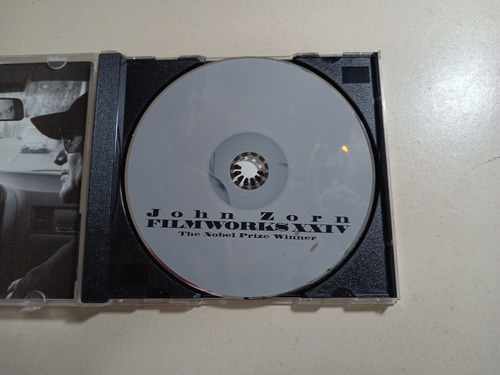 John Zorn
FILMWORKS XXIV
The Nobel Prize Winner